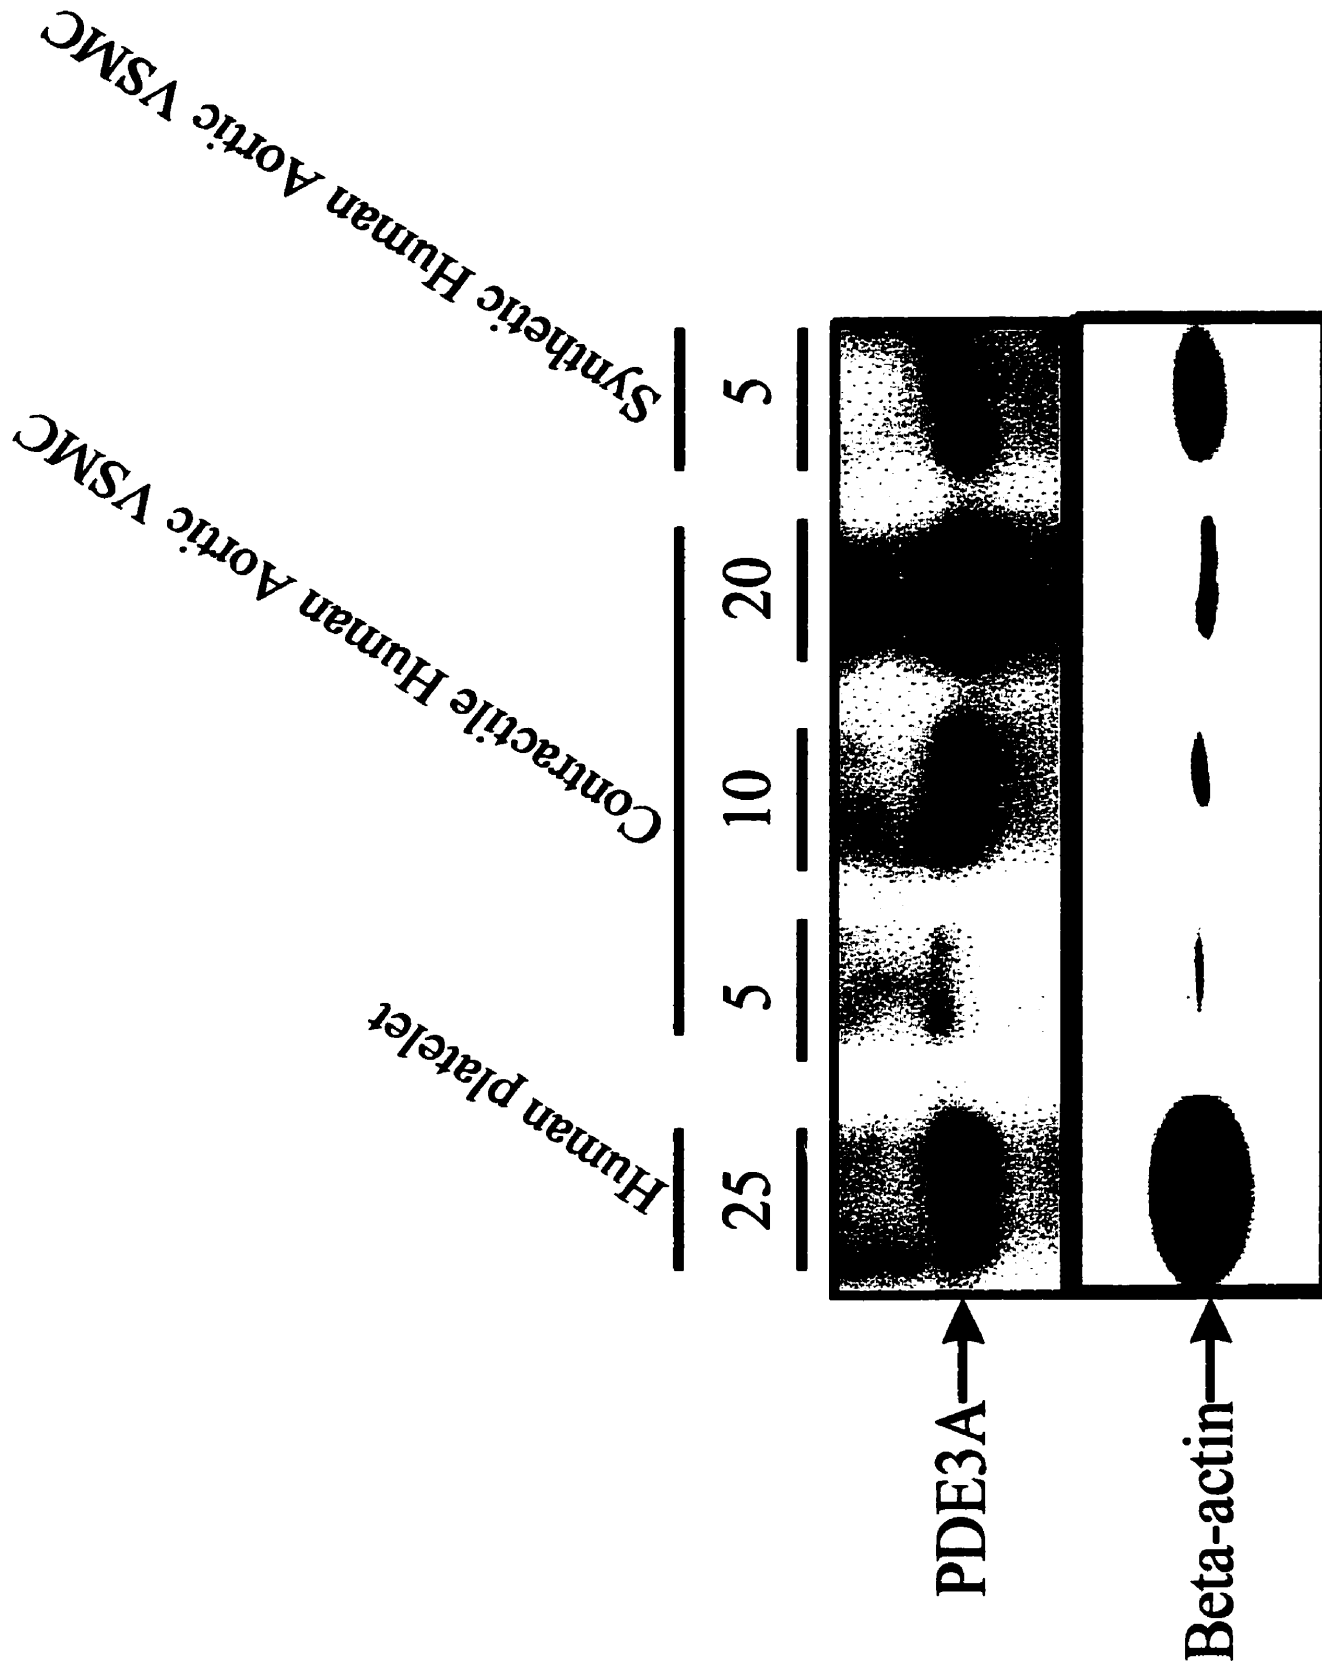 Human platelet
Contractile Human Aortic VSMC
Synthetic Human Aortic VSMC
25 5 10 20 5
PDE3A
Beta-actin